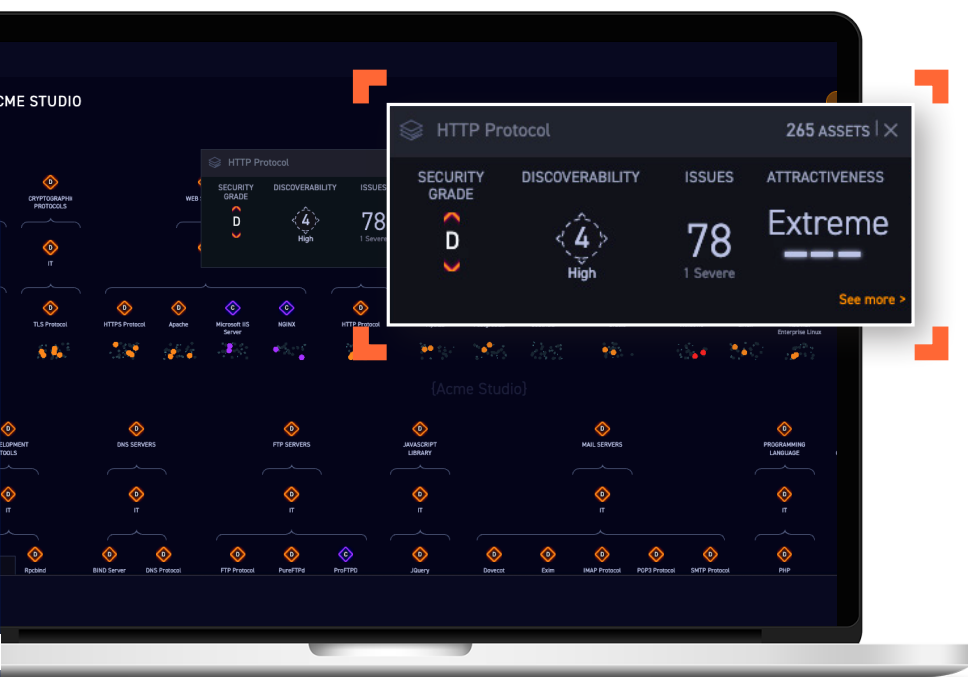 CME STUDIO
HTTP Protocol
265 ASSETS
SECURITY GRADE
DISCOVERABILITY
ISSUES
ATTRACTIVENESS
D
4
High
78
1 Severe
Extreme
See more >
HTTP Protocol
SECURITY
GRADE
DISCOVERABILITY
ISSUES
D
4
High
78
1 Severe
D
CRYPTOGRAPHI
PROTOCOLS
WEB
D
IT
D D D C C D
TLS Protocol
HTTPS Protocol
Apache
Microsoft IIS
Server
NGINX
HTTP Protocol
Enterprise Linux
(Acme Studio)
D D D D D D
ELOPMENT
TOOLS
DNS SERVERS
FTP SERVERS
JAVASCRIPT
LIBRARY
MAIL SERVERS
PROGRAMMING
LANGUAGE
D D D D D D
IT IT IT IT IT IT
D D D D D C D D D D D D D
Rpcbind
BIND Server
DNS Protocol
FTP Protocol
PureFTPd
ProFTPD
JQuery
Dovecot
Exim
IMAP Protocol
POP3 Protocol
SMTP Protocol
PHP